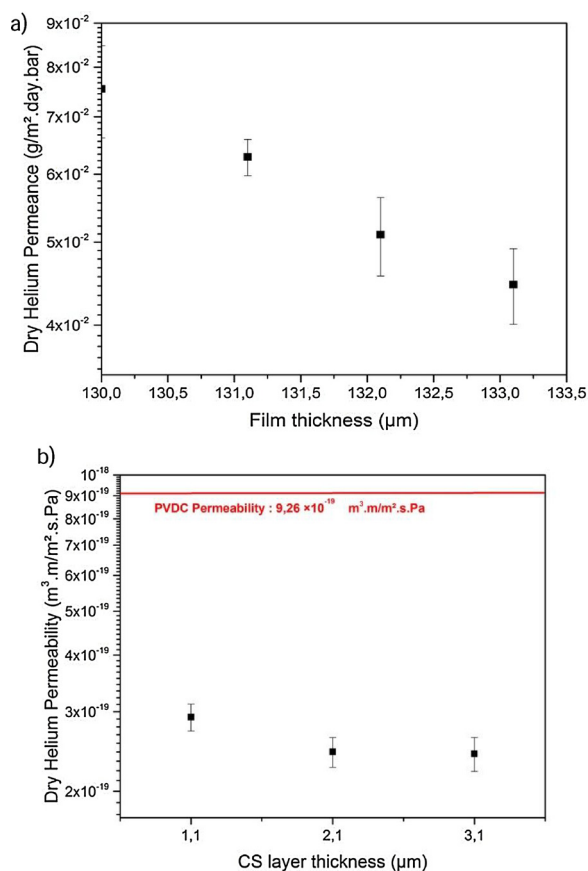 a)
9x10⁻²
8x10⁻²
7x10⁻²
6x10⁻²
5x10⁻²
4x10⁻²
Dry Helium Permeance (g/m².day.bar)
130,0 130,5 131,0 131,5 132,0 132,5 133,0 133,5
Film thickness (µm)
b)
10⁻¹⁸
9x10⁻¹⁹
8x10⁻¹⁹
7x10⁻¹⁹
6x10⁻¹⁹
5x10⁻¹⁹
4x10⁻¹⁹
3x10⁻¹⁹
2x10⁻¹⁹
Dry Helium Permeability (m³.m/m².s.Pa)
PVDC Permeability : 9,26 ×10⁻¹⁹ m³.m/m².s.Pa
1,1 2,1 3,1
CS layer thickness (µm)